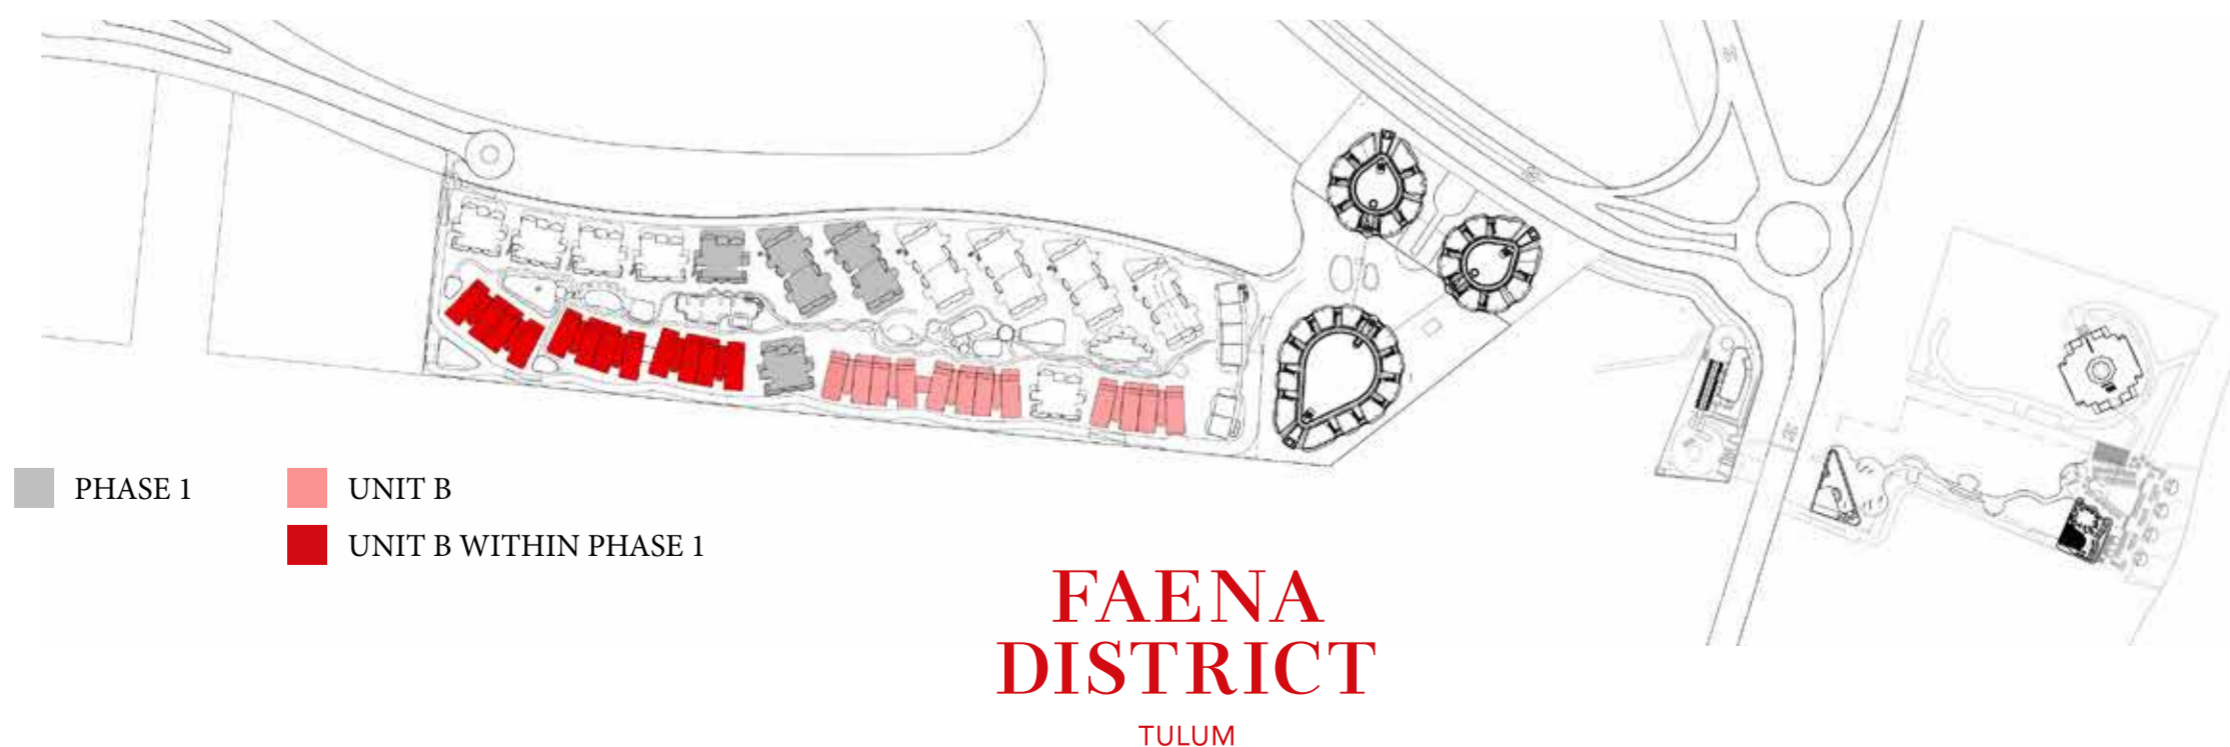 PHASE 1
UNIT B
UNIT B WITHIN PHASE 1
FAENA
DISTRICT
TULUM